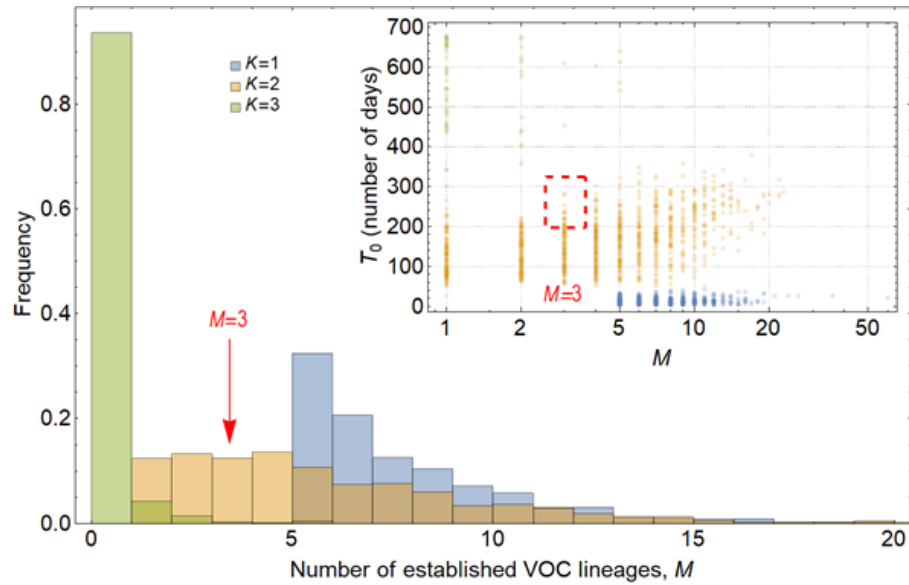 K=1
K=2
K=3
M=3
Frequency
0.8
0.6
0.4
0.2
0.0
0
5
10
15
20
Number of established VOC lineages, M
T0 (number of days)
700
600
500
400
300
200
100
0
M=3
1
2
5
10
20
50
M